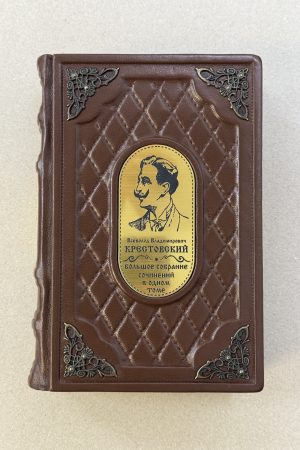 Всеволод Владимирович
КРЕСТОВСКИЙ
БОЛЬШОЕ СОБРАНИЕ
СОЧИНЕНИЙ
В ОДНОМ
ТОМЕ